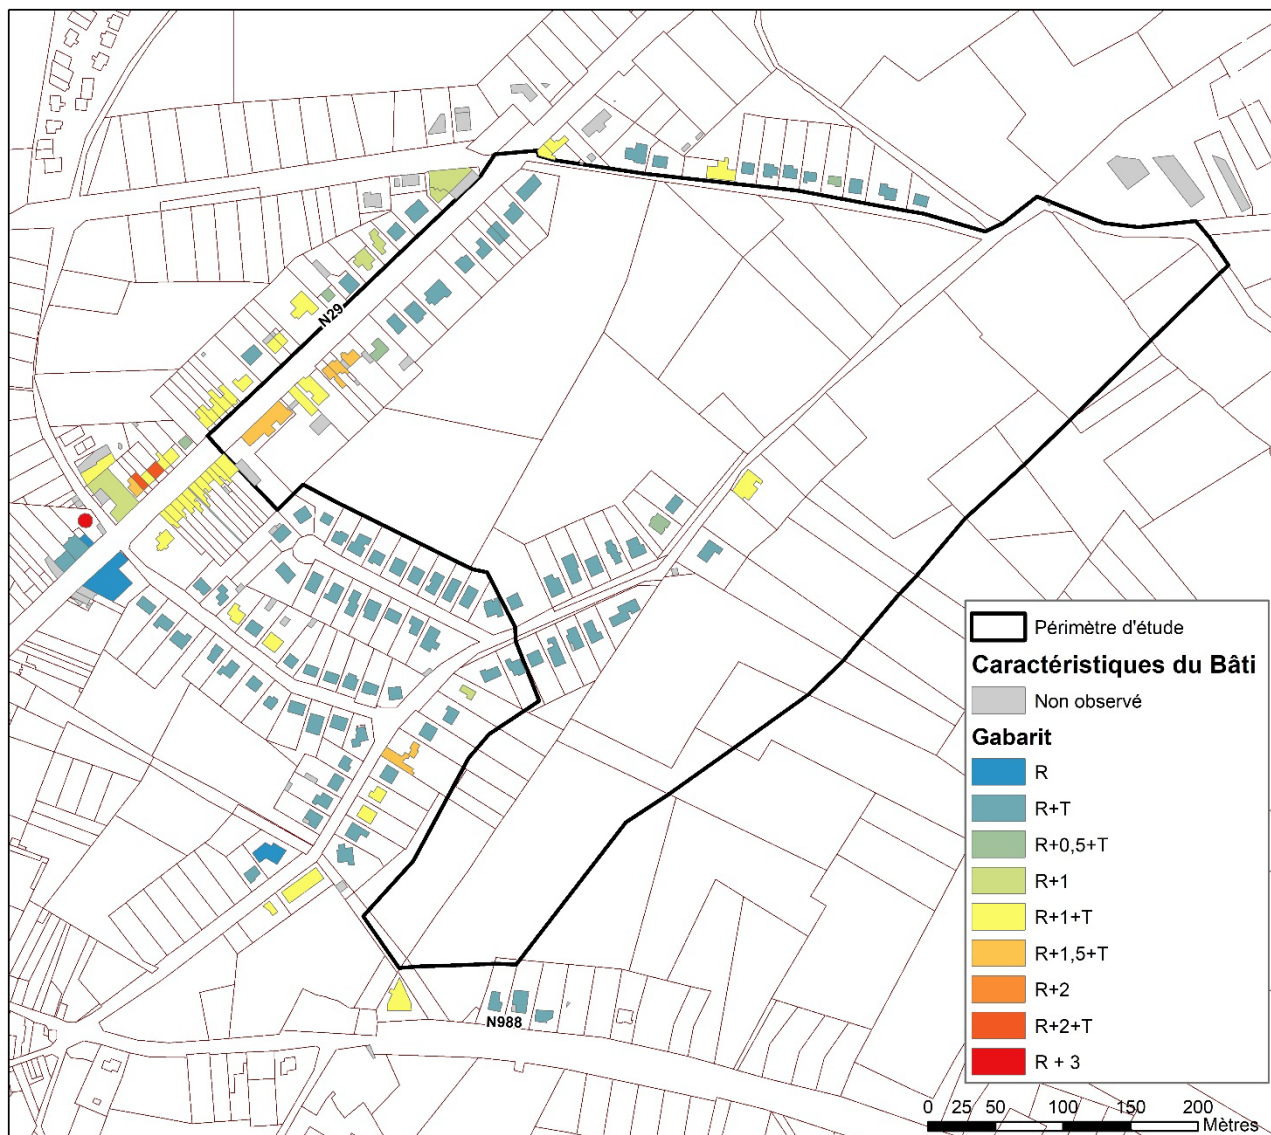 N29
Périmètre d'étude
Caractéristiques du Bâti
Non observé
Gabarit
R
R+T
R+0,5+T
R+1
R+1+T
R+1,5+T
R+2
R+2+T
R + 3
N988
0 25 50 100 150 200
Mètres